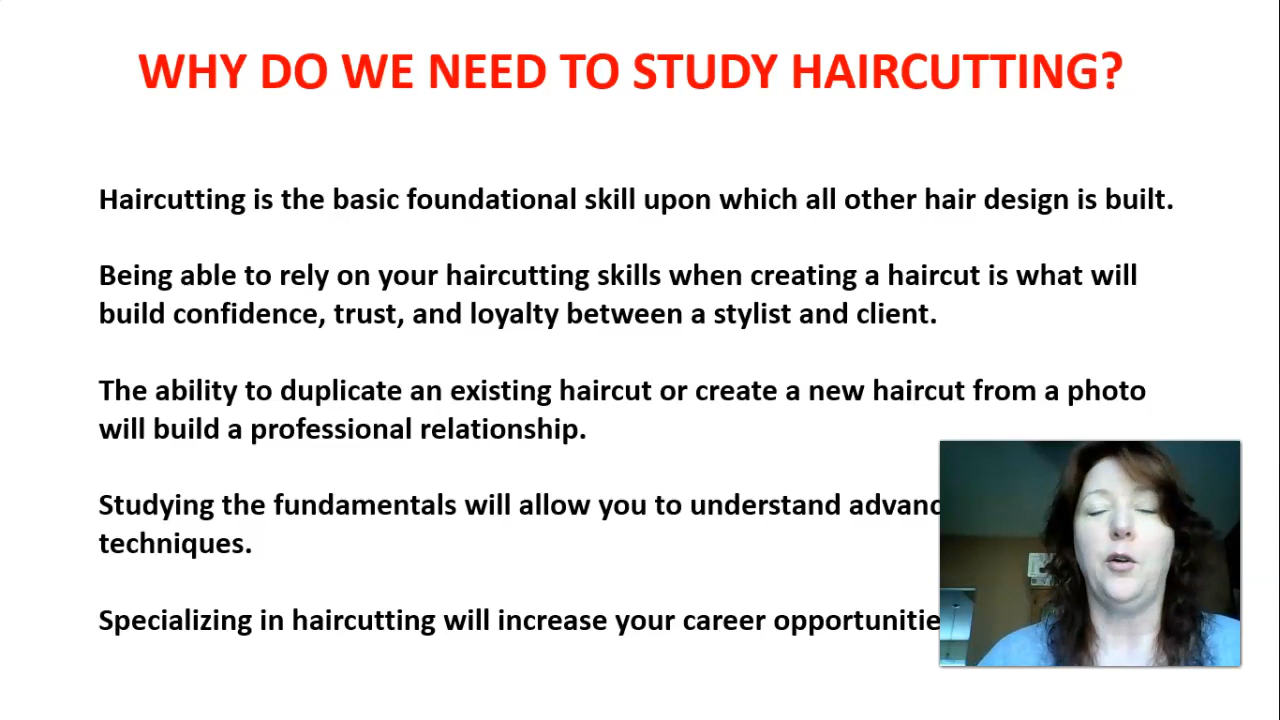 WHY DO WE NEED TO STUDY HAIRCUTTING?
Haircutting is the basic foundational skill upon which all other hair design is built.
Being able to rely on your haircutting skills when creating a haircut is what will
build confidence, trust, and loyalty between a stylist and client.
The ability to duplicate an existing haircut or create a new haircut from a photo
will build a professional relationship.
Studying the fundamentals will allow you to understand
techniques.
Specializing in haircutting will increase your career